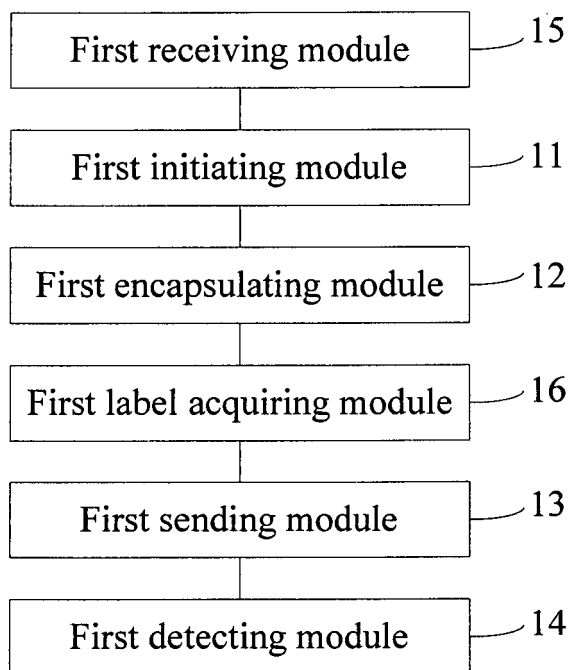 First receiving module 15
First initiating module 11
First encapsulating module 12
First label acquiring module 16
First sending module 13
First detecting module 14